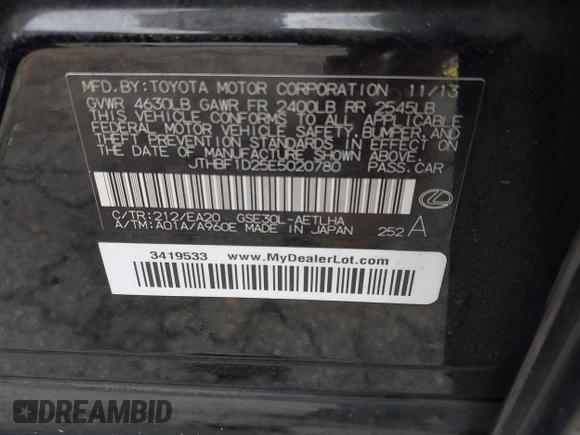 MFD.BY:TOYOTA MOTOR CORPORATION 11/13
GVWR 4630LB GAWR FR 2400LB RR 2545LB
THIS VEHICLE CONFORMS TO ALL APPLICABLE
FEDERAL MOTOR VEHICLE SAFETY, BUMPER, AND
THEFT PREVENTION STANDARDS IN EFFECT ON
THE DATE OF MANUFACTURE SHOWN ABOVE.
JTHBF1D25E5020780 PASS.CAR
C/TR:212/EA20 GSE30L-AETLHA
A/TM:A01A/A960E MADE IN JAPAN 252 A
3419533 www.MyDealerLot.com
DREAMBID